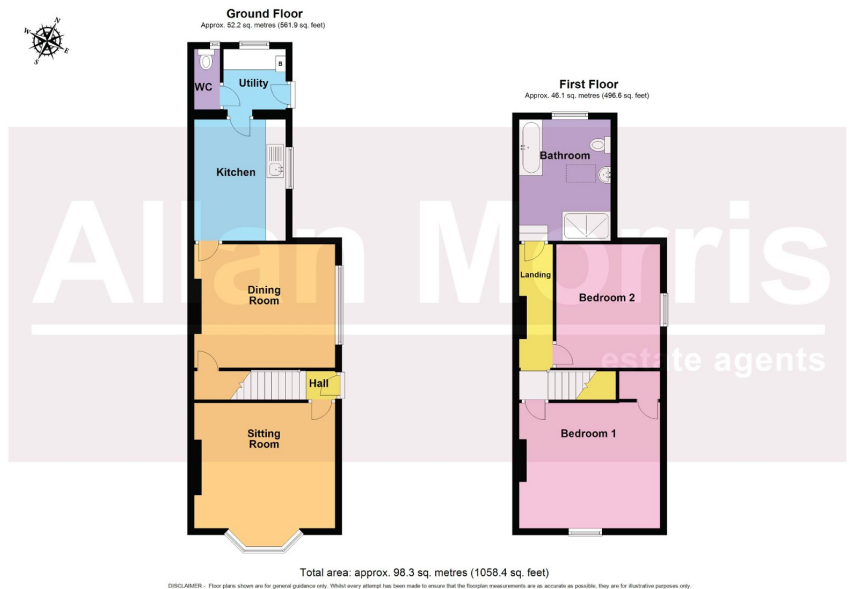 Ground Floor
Approx. 52.2 sq. metres (561.9 sq. feet)
N
W
E
S
B
WC
Utility
Kitchen
Dining
Room
Hall
Sitting
Room
First Floor
Approx. 46.1 sq. metres (496.6 sq. feet)
Bathroom
Landing
Bedroom 2
Bedroom 1
Allan Morris
estate agents
Total area: approx. 98.3 sq. metres (1058.4 sq. feet)
DISCLAIMER - Floor plans shown are for general guidance only. Whilst every attempt has been made to ensure that the floorplan measurements are as accurate as possible, they are for illustrative purposes only.